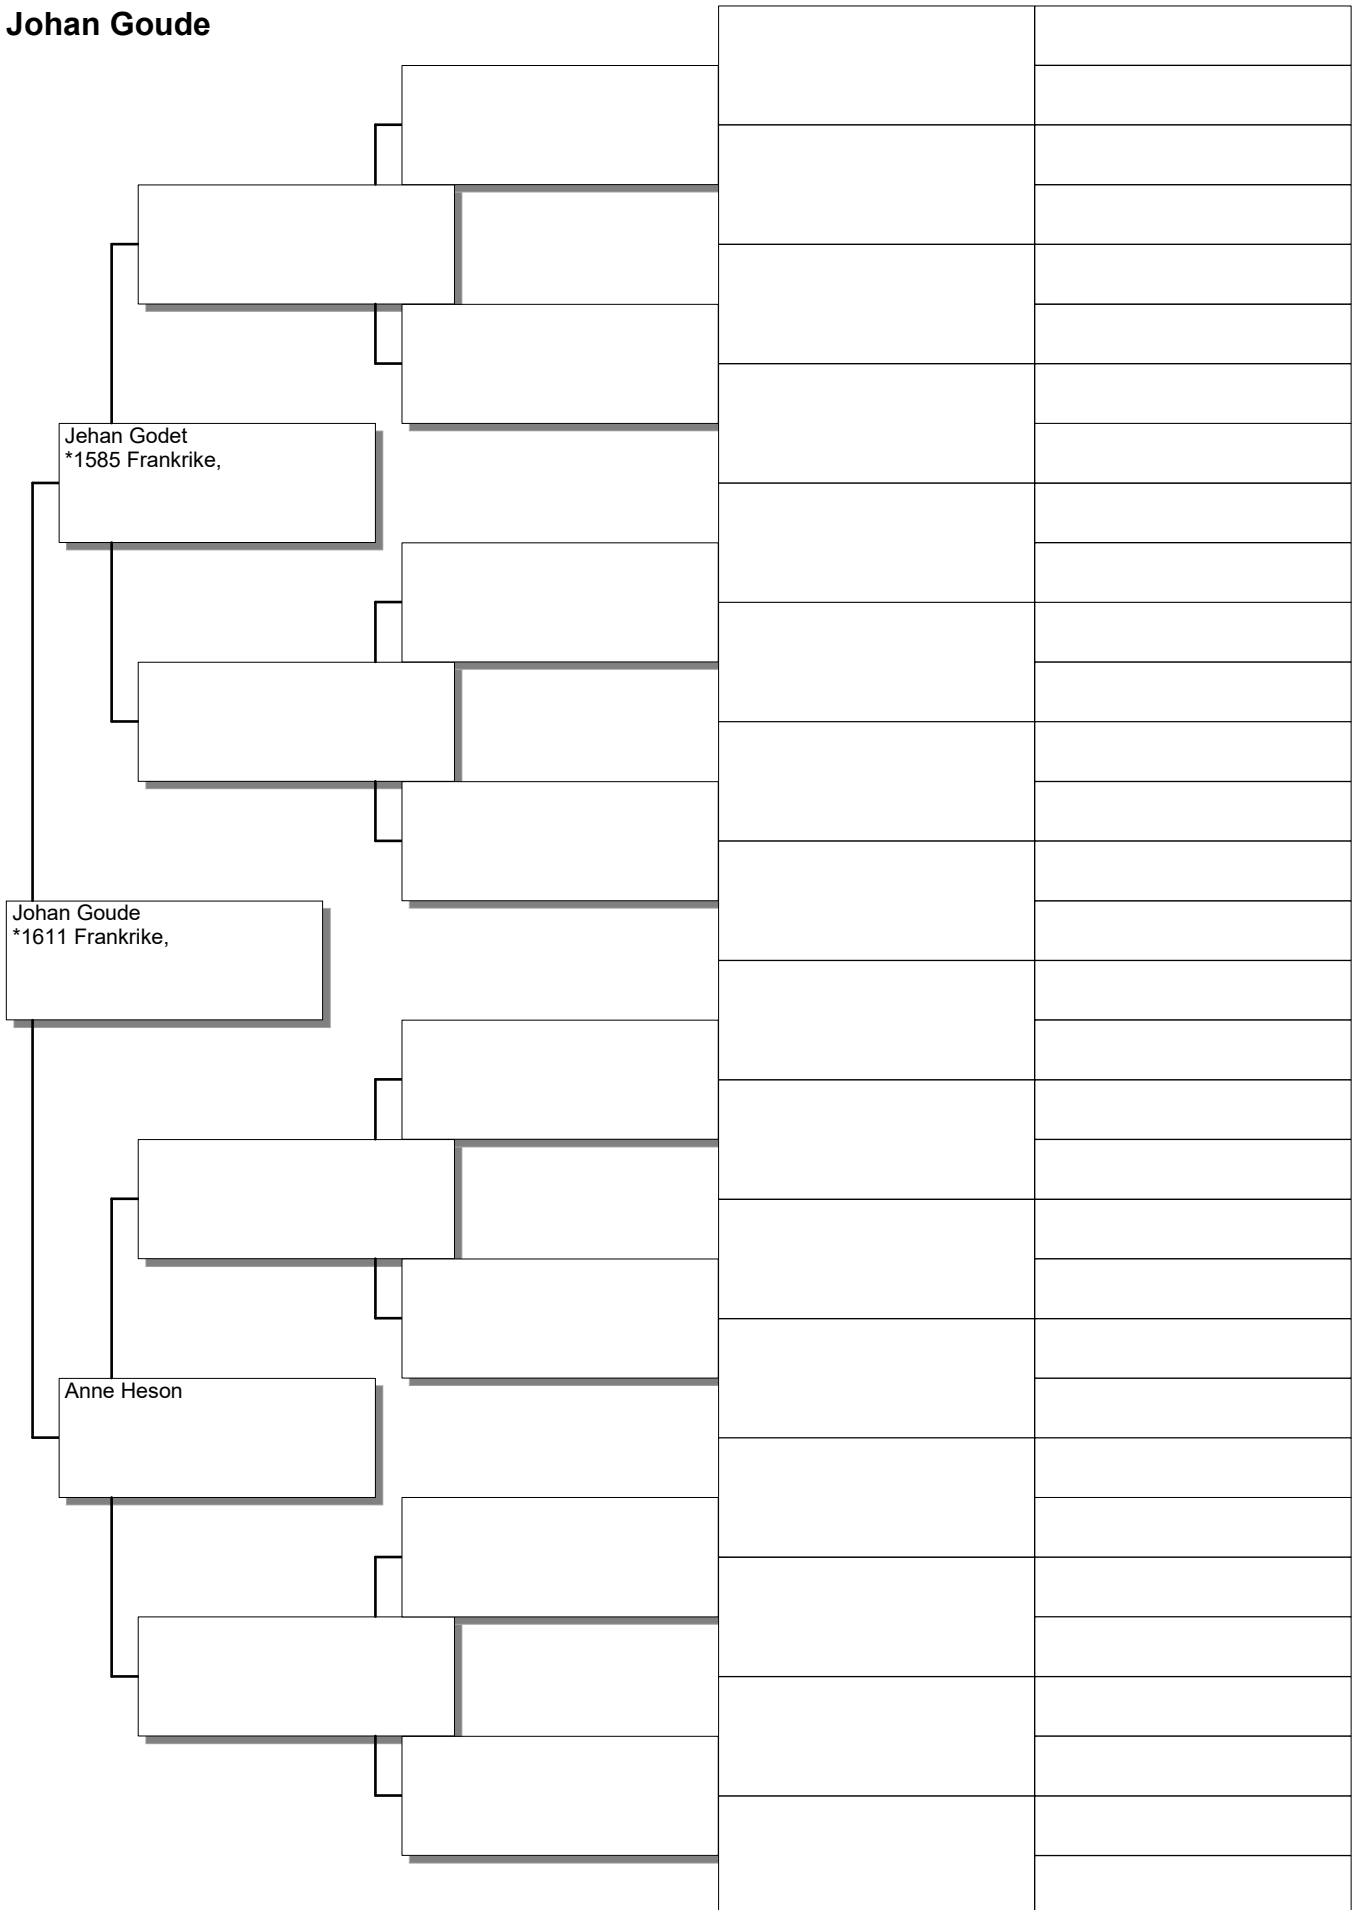 Johan Goude
Jehan Godet
*1585 Frankrike,
Johan Goude
*1611 Frankrike,
Anne Heson